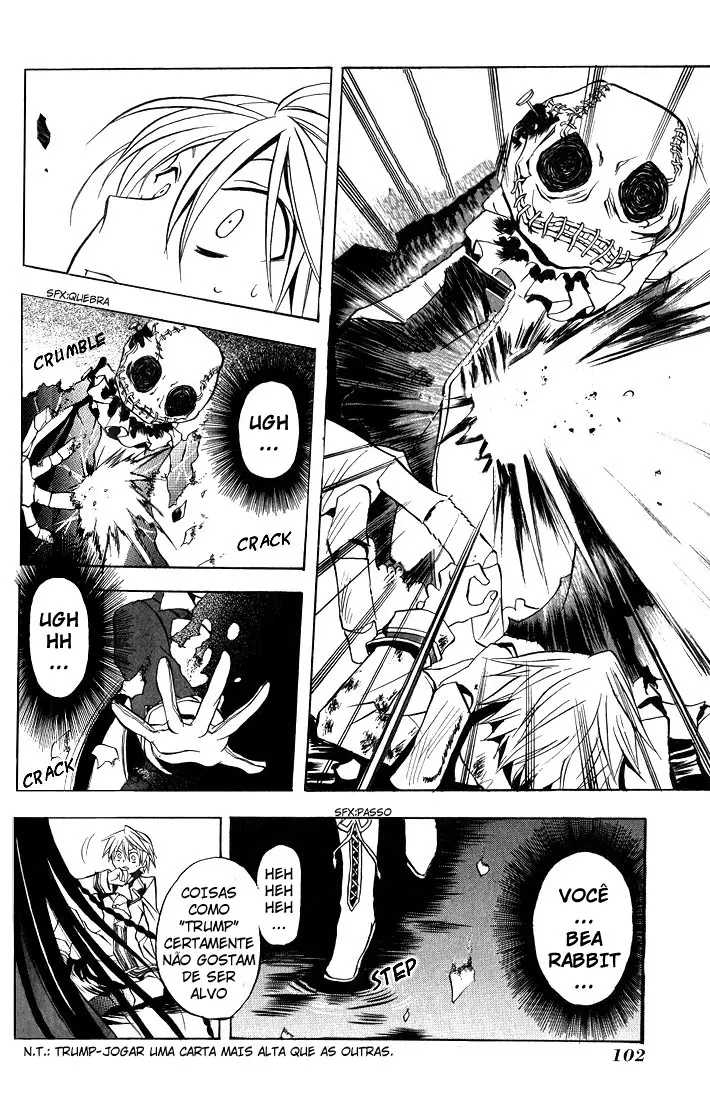 SFX:QUEBRA
CRUMBLE
UGH
...
CRACK
UGH
HH
...
CRACK
SFX:PASSO
VOCÊ
...
BEA
RABBIT
...
STEP
HEH
HEH
HEH...
COISAS
COMO
"TRUMP"
CERTAMENTE
NÃO GOSTAM
DE SER
ALVO
N.T.: TRUMP-JOGAR UMA CARTA MAIS ALTA QUE AS OUTRAS.
102